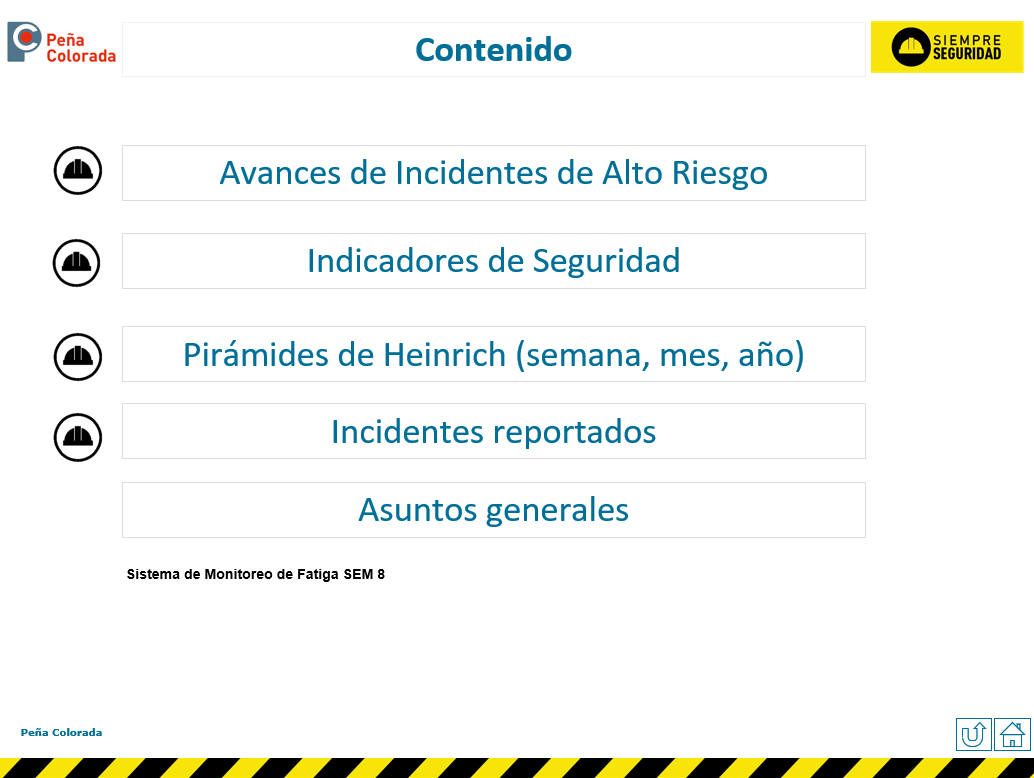 Peña
Colorada
Contenido
SIEMPRE
SEGURIDAD
Avances de Incidentes de Alto Riesgo
Indicadores de Seguridad
Pirámides de Heinrich (semana, mes, año)
Incidentes reportados
Asuntos generales
Sistema de Monitoreo de Fatiga SEM 8
Peña Colorada